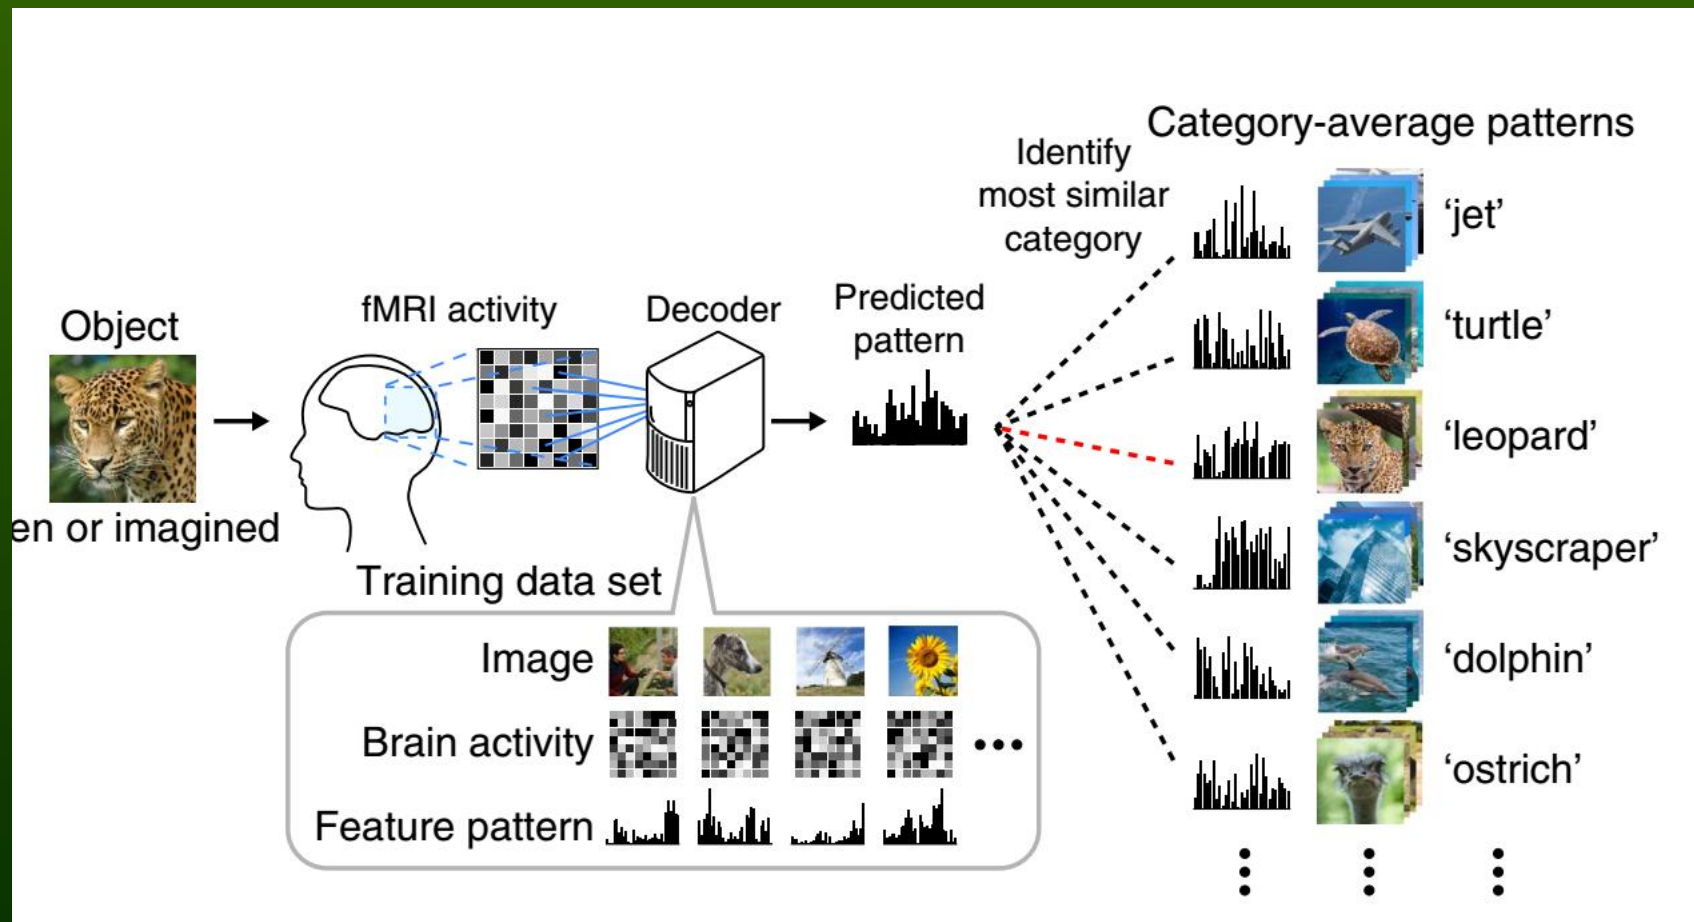 Object
en or imagined
fMRI activity
Decoder
Predicted
pattern
Identify
most similar
category
Category-average patterns
‘jet’
‘turtle’
‘leopard’
‘skyscraper’
‘dolphin’
‘ostrich’
Training data set
Image
Brain activity
Feature pattern